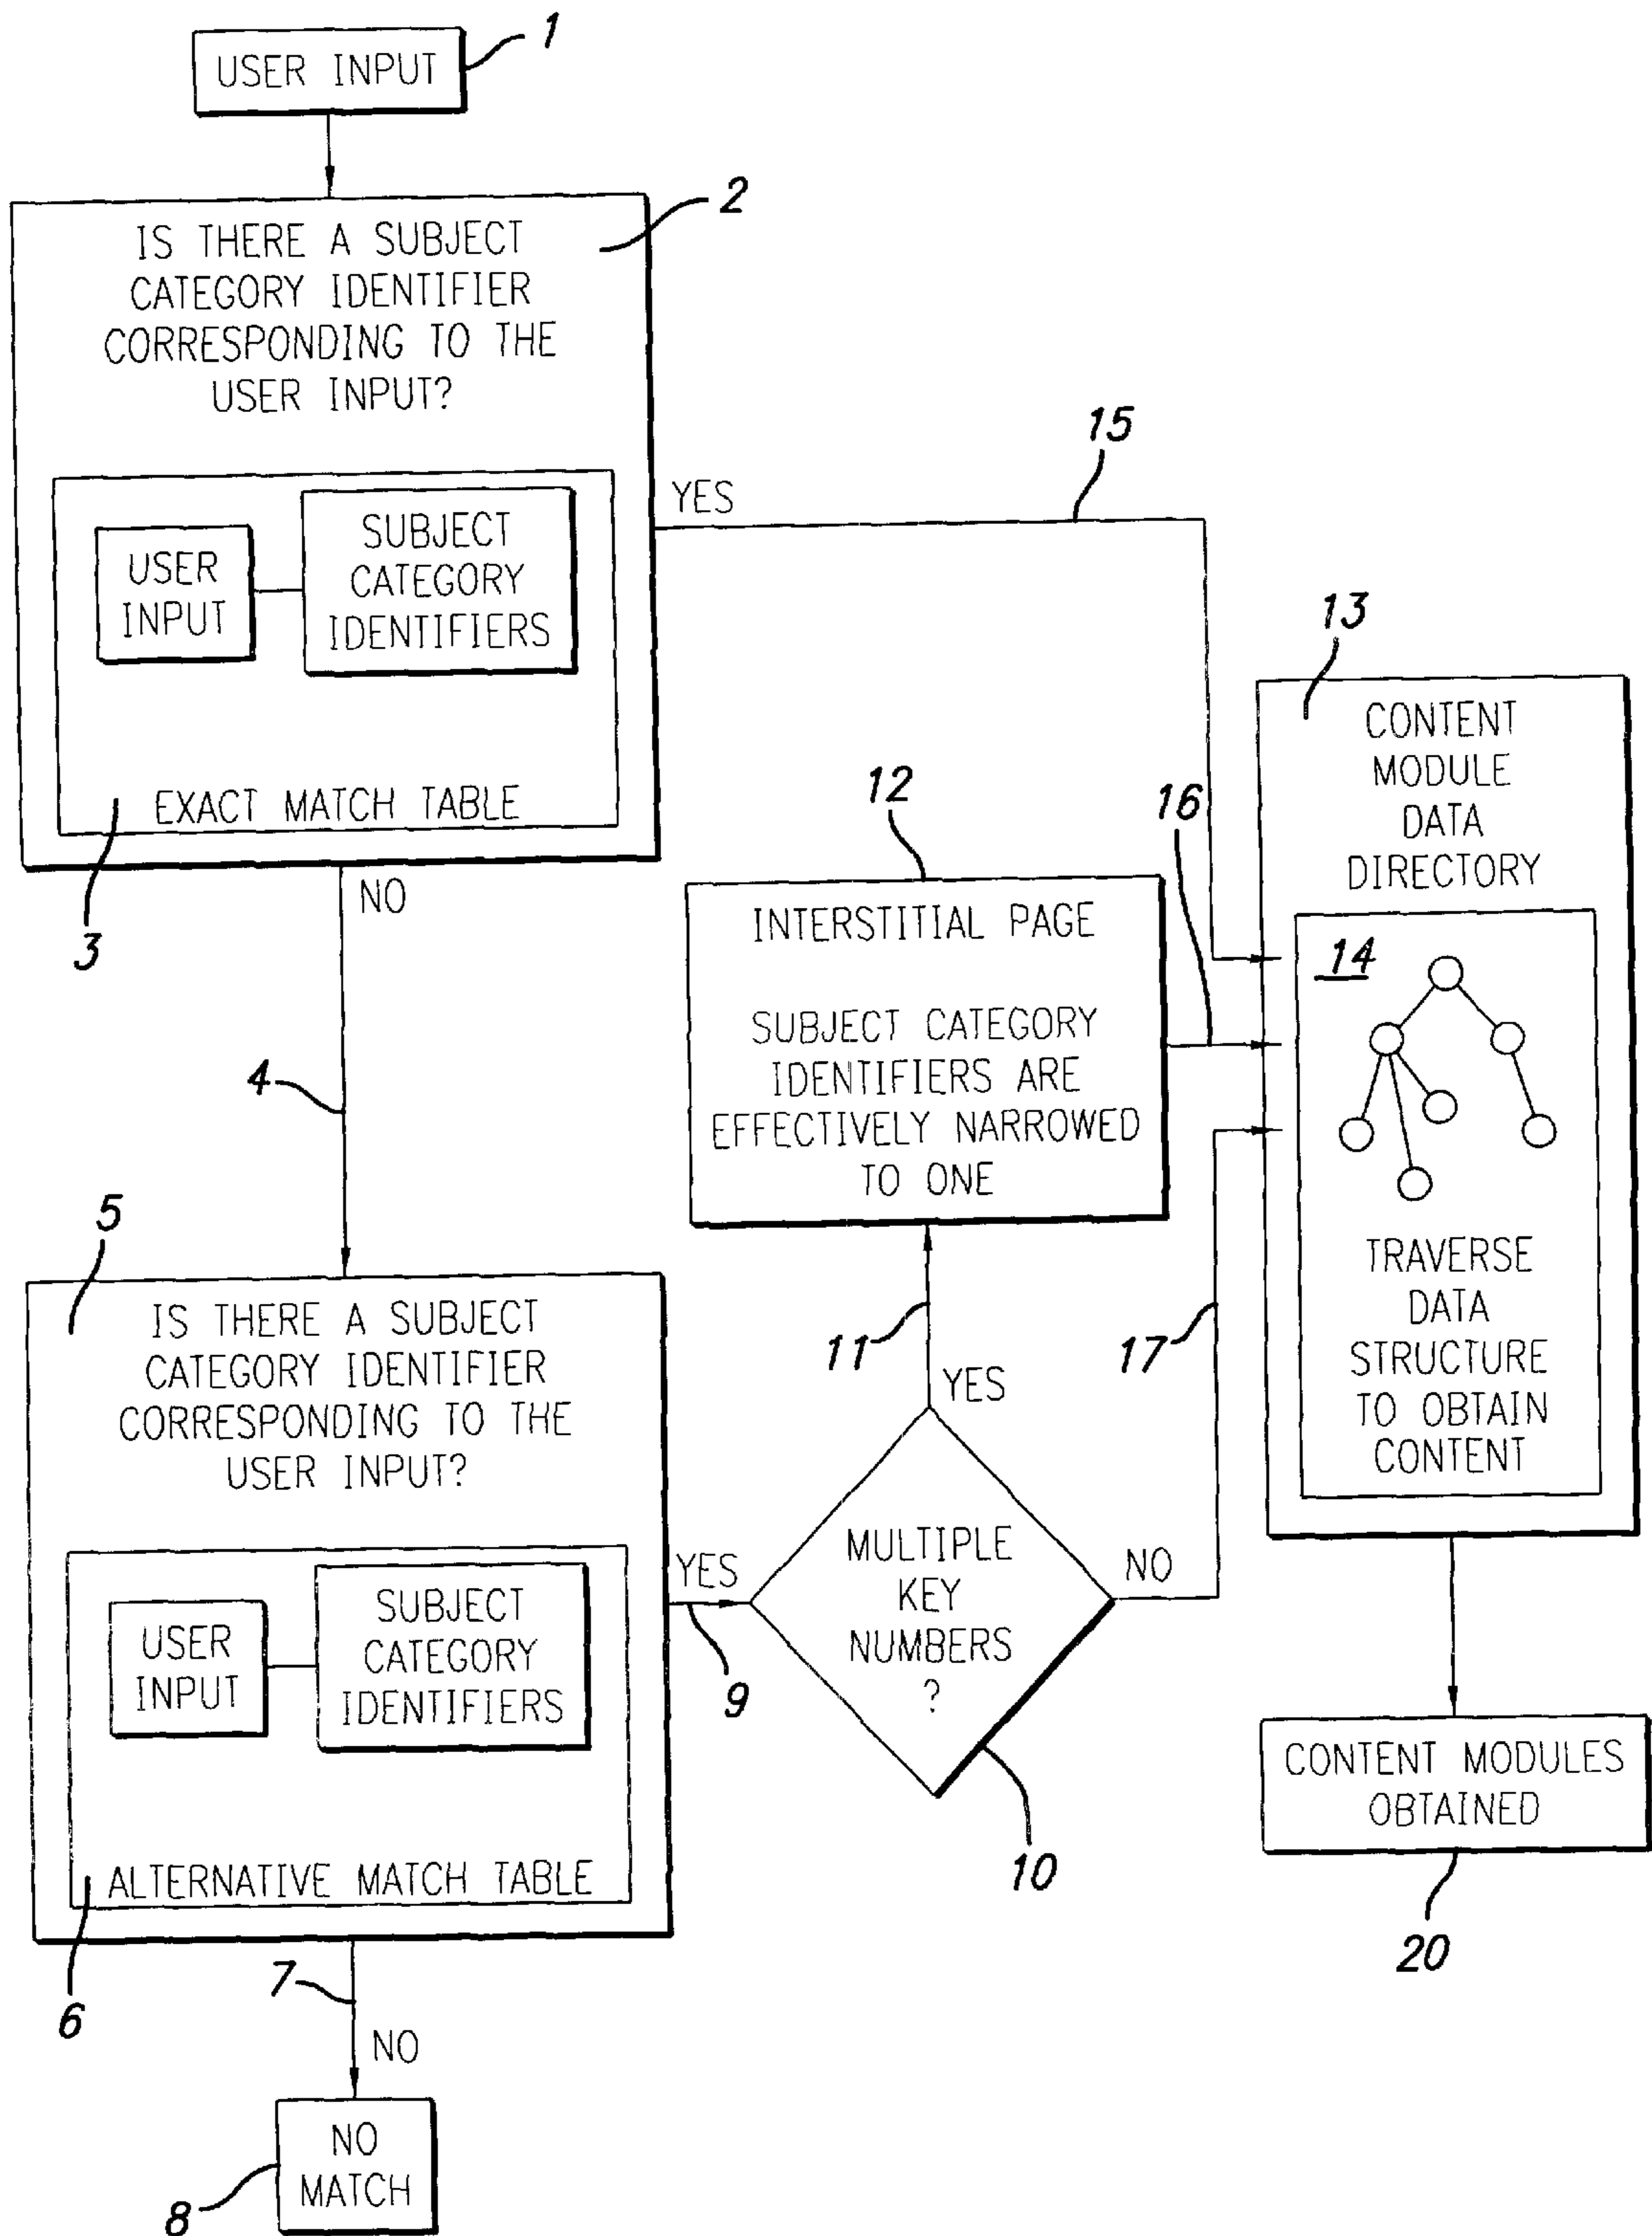 1
USER INPUT
2
IS THERE A SUBJECT
CATEGORY IDENTIFIER
CORRESPONDING TO THE
USER INPUT?
USER
INPUT
SUBJECT
CATEGORY
IDENTIFIERS
EXACT MATCH TABLE
3
YES
15
NO
4
5
IS THERE A SUBJECT
CATEGORY IDENTIFIER
CORRESPONDING TO THE
USER INPUT?
USER
INPUT
SUBJECT
CATEGORY
IDENTIFIERS
ALTERNATIVE MATCH TABLE
6
7
NO
NO
MATCH
8
YES
9
MULTIPLE
KEY
NUMBERS
?
10
YES
11
NO
17
12
INTERSTITIAL PAGE
SUBJECT CATEGORY
IDENTIFIERS ARE
EFFECTIVELY NARROWED
TO ONE
16
13
CONTENT
MODULE
DATA
DIRECTORY
14
TRAVERSE
DATA
STRUCTURE
TO OBTAIN
CONTENT
CONTENT MODULES
OBTAINED
20